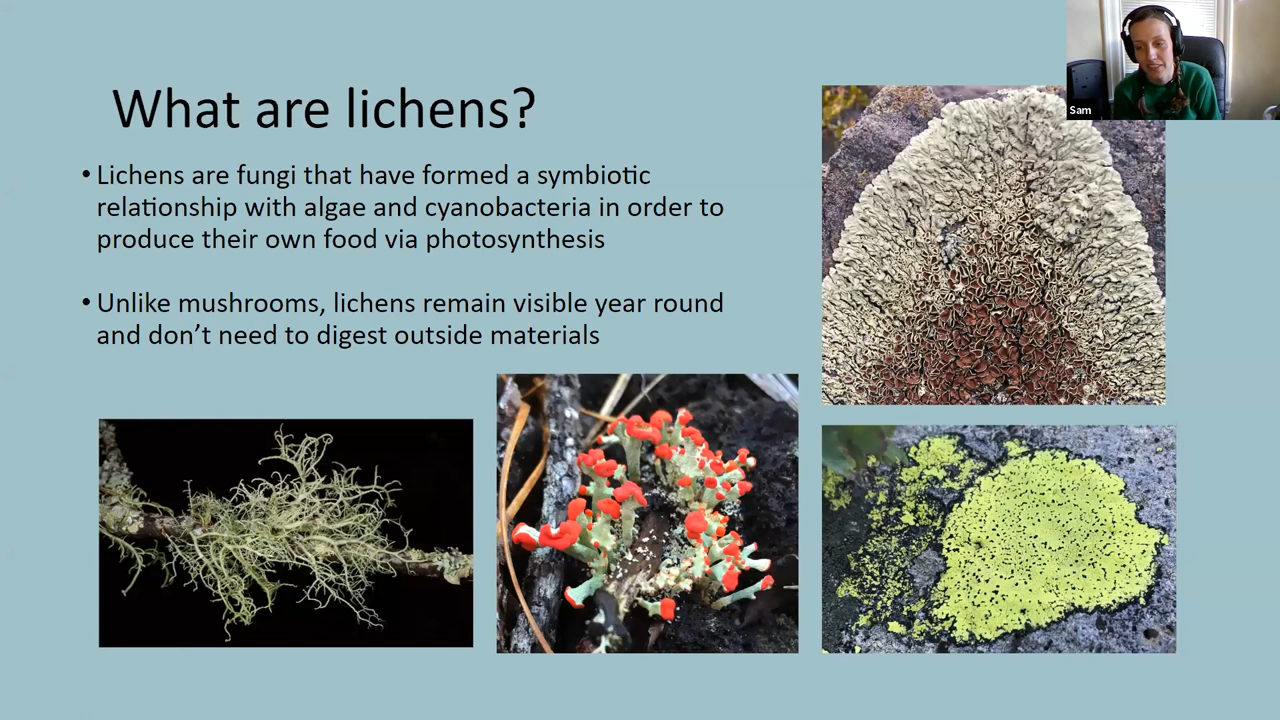 What are lichens?
• Lichens are fungi that have formed a symbiotic
relationship with algae and cyanobacteria in order to
produce their own food via photosynthesis
• Unlike mushrooms, lichens remain visible year round
and don’t need to digest outside materials
Sam